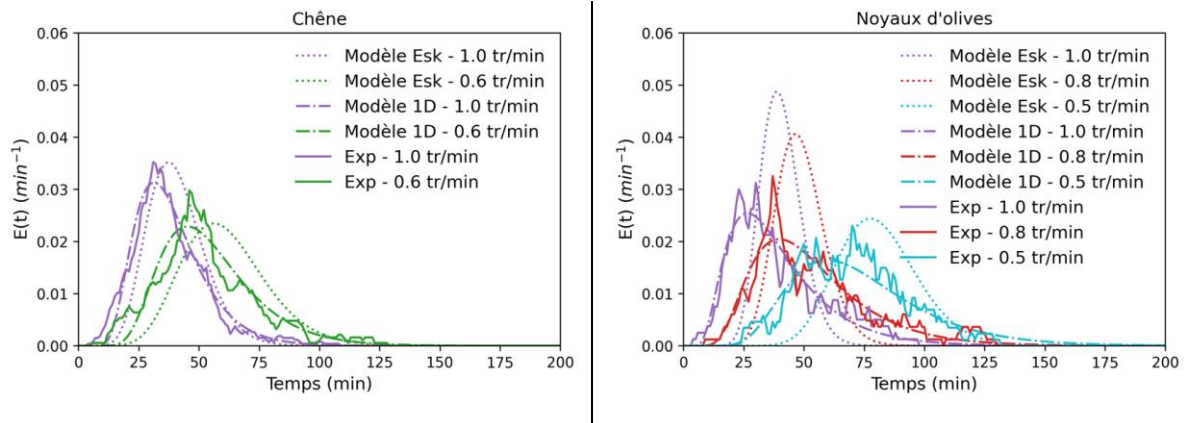 Chêne
0.06
0.05
0.04
0.03
0.02
0.01
0.00
E(t) (min⁻¹)
Modèle Esk - 1.0 tr/min
Modèle Esk - 0.6 tr/min
Modèle 1D - 1.0 tr/min
Modèle 1D - 0.6 tr/min
Exp - 1.0 tr/min
Exp - 0.6 tr/min
0 25 50 75 100 125 150 175 200
Temps (min)
Noyaux d'olives
0.06
0.05
0.04
0.03
0.02
0.01
0.00
E(t) (min⁻¹)
Modèle Esk - 1.0 tr/min
Modèle Esk - 0.8 tr/min
Modèle Esk - 0.5 tr/min
Modèle 1D - 1.0 tr/min
Modèle 1D - 0.8 tr/min
Modèle 1D - 0.5 tr/min
Exp - 1.0 tr/min
Exp - 0.8 tr/min
Exp - 0.5 tr/min
0 25 50 75 100 125 150 175 200
Temps (min)